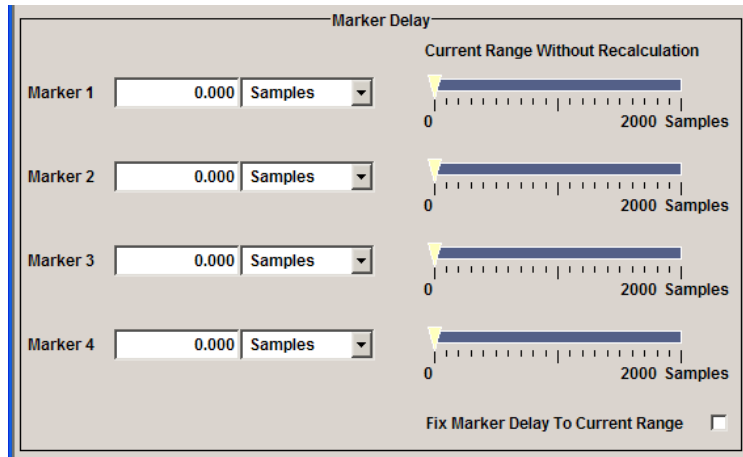 Marker Delay
Current Range Without Recalculation
Marker 1 0.000 Samples
0 2000 Samples
Marker 2 0.000 Samples
0 2000 Samples
Marker 3 0.000 Samples
0 2000 Samples
Marker 4 0.000 Samples
0 2000 Samples
Fix Marker Delay To Current Range